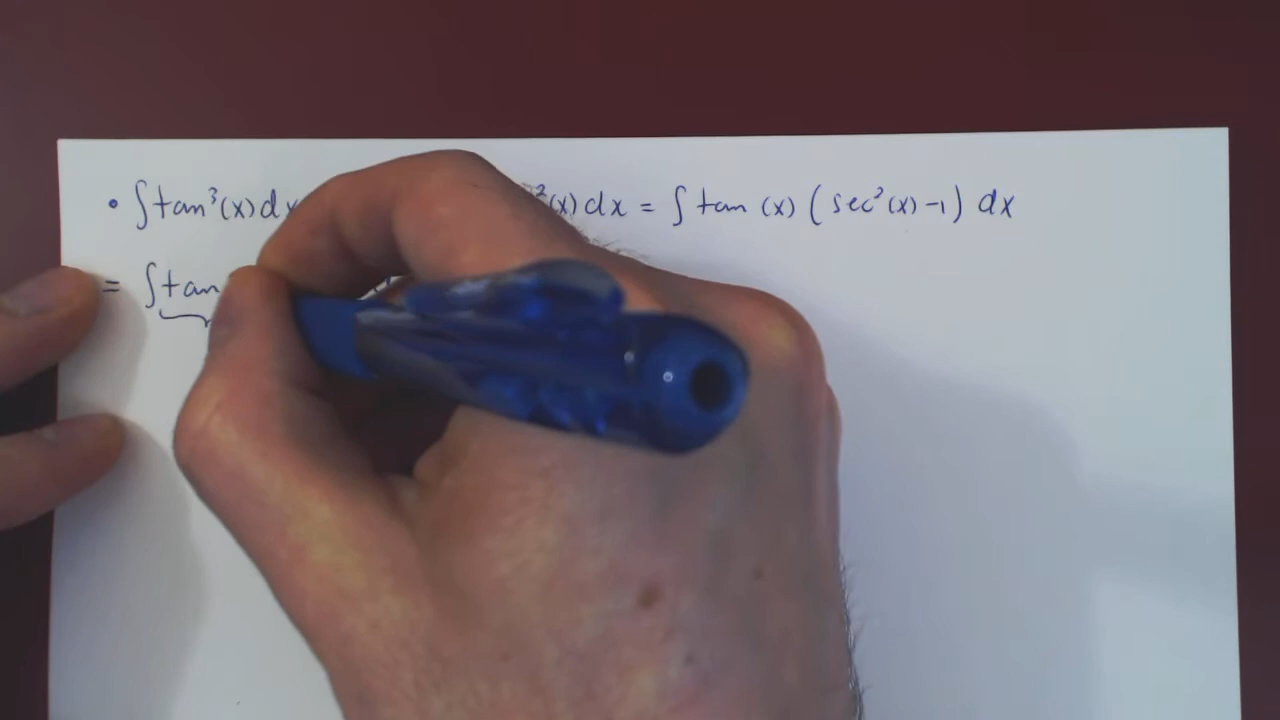 • ∫tan³(x)dx ²(x)dx = ∫tan(x)(sec²(x)-1)dx
= ∫tan